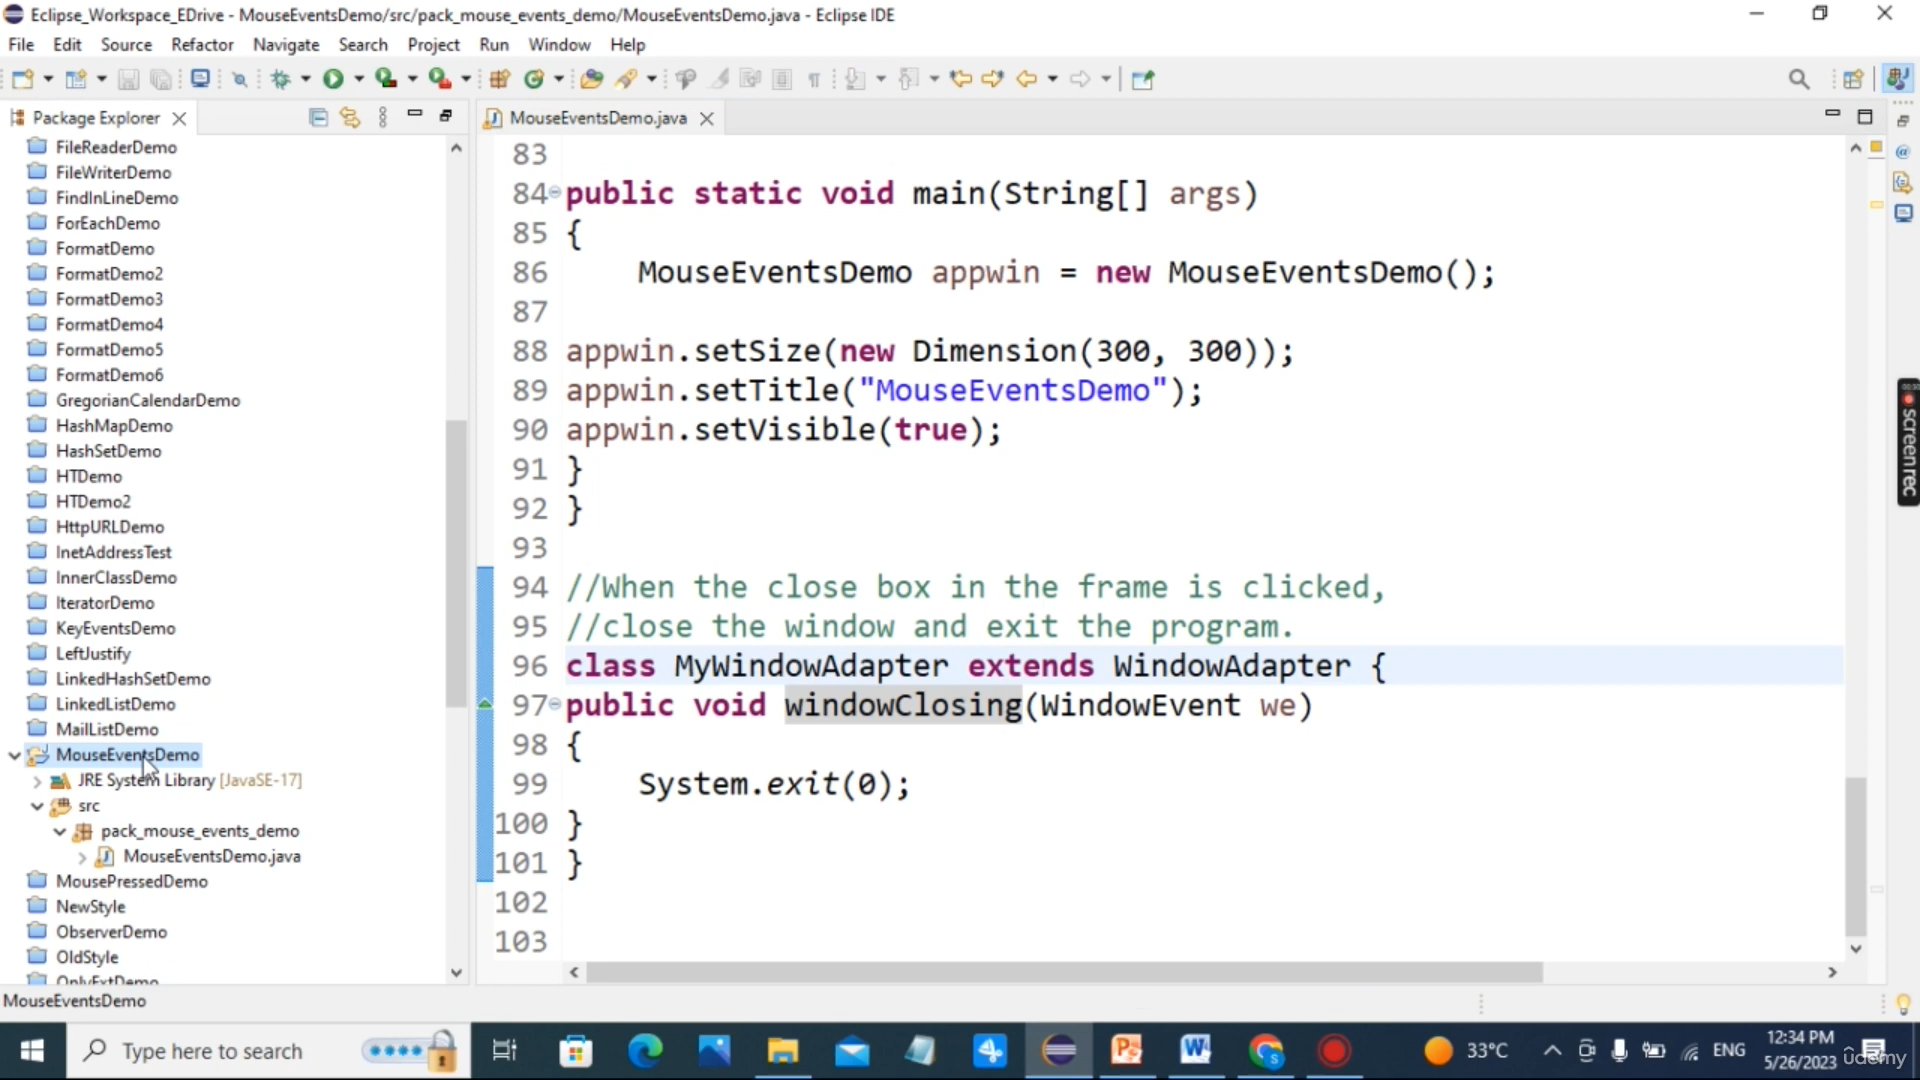 Eclipse_Workspace_EDrive - MouseEventsDemo/src/pack_mouse_events_demo/MouseEventsDemo.java - Eclipse IDE
File Edit Source Refactor Navigate Search Project Run Window Help
Package Explorer
MouseEventsDemo.java
FileReaderDemo
FileWriterDemo
FindInLineDemo
ForEachDemo
FormatDemo
FormatDemo2
FormatDemo3
FormatDemo4
FormatDemo5
FormatDemo6
GregorianCalendarDemo
HashMapDemo
HashSetDemo
HTDemo
HTDemo2
HttpURLDemo
InetAddressTest
InnerClassDemo
IteratorDemo
KeyEventsDemo
LeftJustify
LinkedHashSetDemo
LinkedListDemo
MailListDemo
MouseEventsDemo
JRE System Library [JavaSE-17]
src
pack_mouse_events_demo
MouseEventsDemo.java
MousePressedDemo
NewStyle
ObserverDemo
OldStyle
OnlyExtDemo
83
84 public static void main(String[] args)
85 {
86 MouseEventsDemo appwin = new MouseEventsDemo();
87
88 appwin.setSize(new Dimension(300, 300));
89 appwin.setTitle("MouseEventsDemo");
90 appwin.setVisible(true);
91 }
92 }
93
94 //When the close box in the frame is clicked,
95 //close the window and exit the program.
96 class MyWindowAdapter extends WindowAdapter {
97 public void windowClosing(WindowEvent we)
98 {
99 System.exit(0);
100 }
101 }
102
103
Screenrec
MouseEventsDemo
Type here to search
33°C
ENG
12:34 PM
5/26/2023
ûdemy